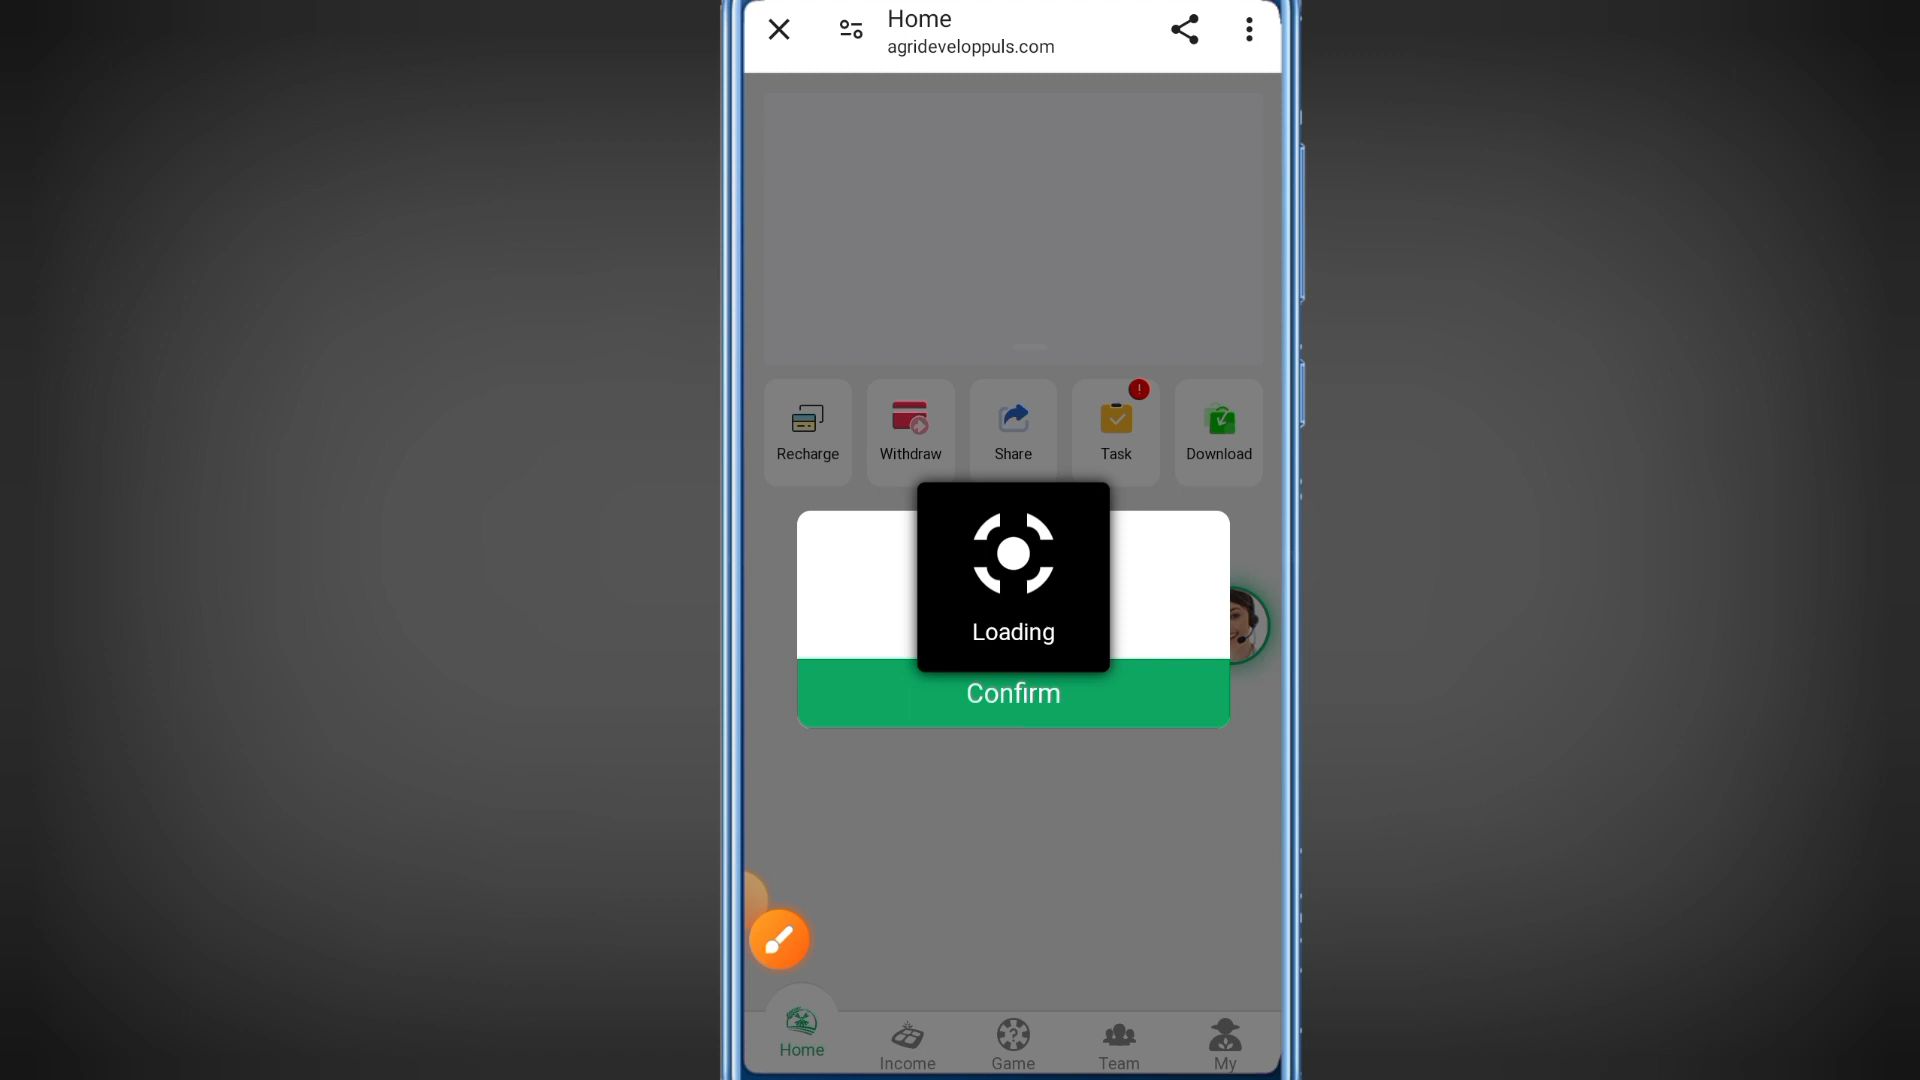 Home
agrideveloppuls.com
Recharge
Withdraw
Share
!
Task
Download
Loading
Confirm
Home
Income
?
Game
Team
My